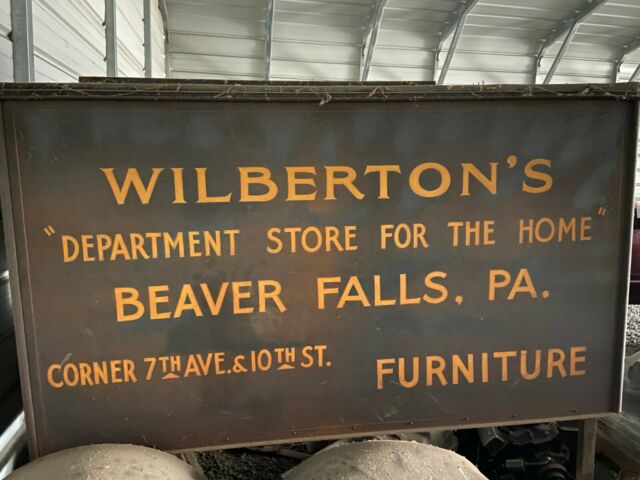 WILBERTON'S
"DEPARTMENT STORE FOR THE HOME"
BEAVER FALLS, PA.
CORNER 7TH AVE. & 10TH ST. FURNITURE